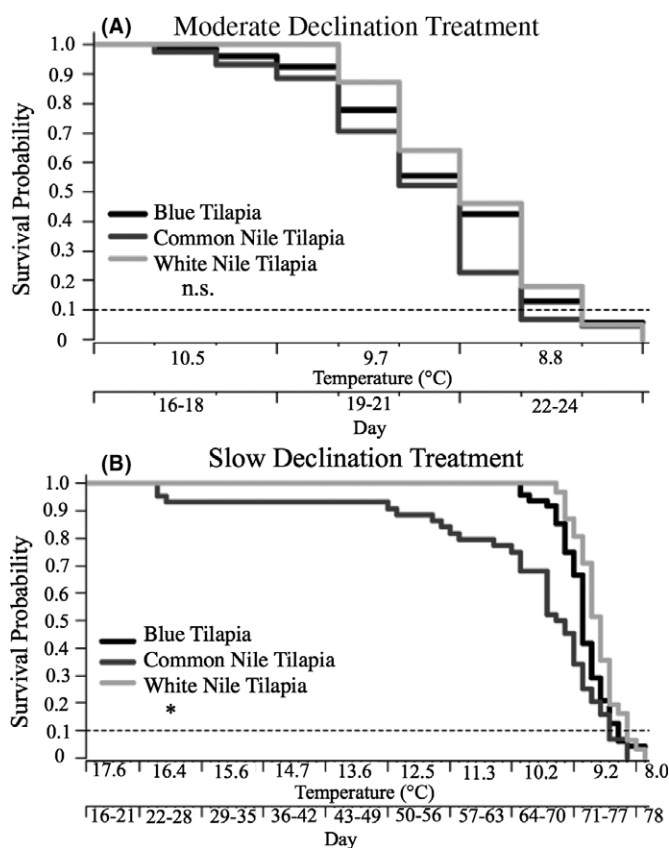 (A) Moderate Declination Treatment
1.0
0.9
0.8
0.7
0.6
0.5
0.4
0.3
0.2
0.1
0
Survival Probability
Blue Tilapia
Common Nile Tilapia
White Nile Tilapia
n.s.
10.5 9.7 8.8
Temperature (°C)
16-18 19-21 22-24
Day
(B) Slow Declination Treatment
1.0
0.9
0.8
0.7
0.6
0.5
0.4
0.3
0.2
0.1
0
Survival Probability
Blue Tilapia
Common Nile Tilapia
White Nile Tilapia
*
17.6 16.4 15.6 14.7 13.6 12.5 11.3 10.2 9.2 8.0
Temperature (°C)
16-21 22-28 29-35 36-42 43-49 50-56 57-63 64-70 71-77 78
Day